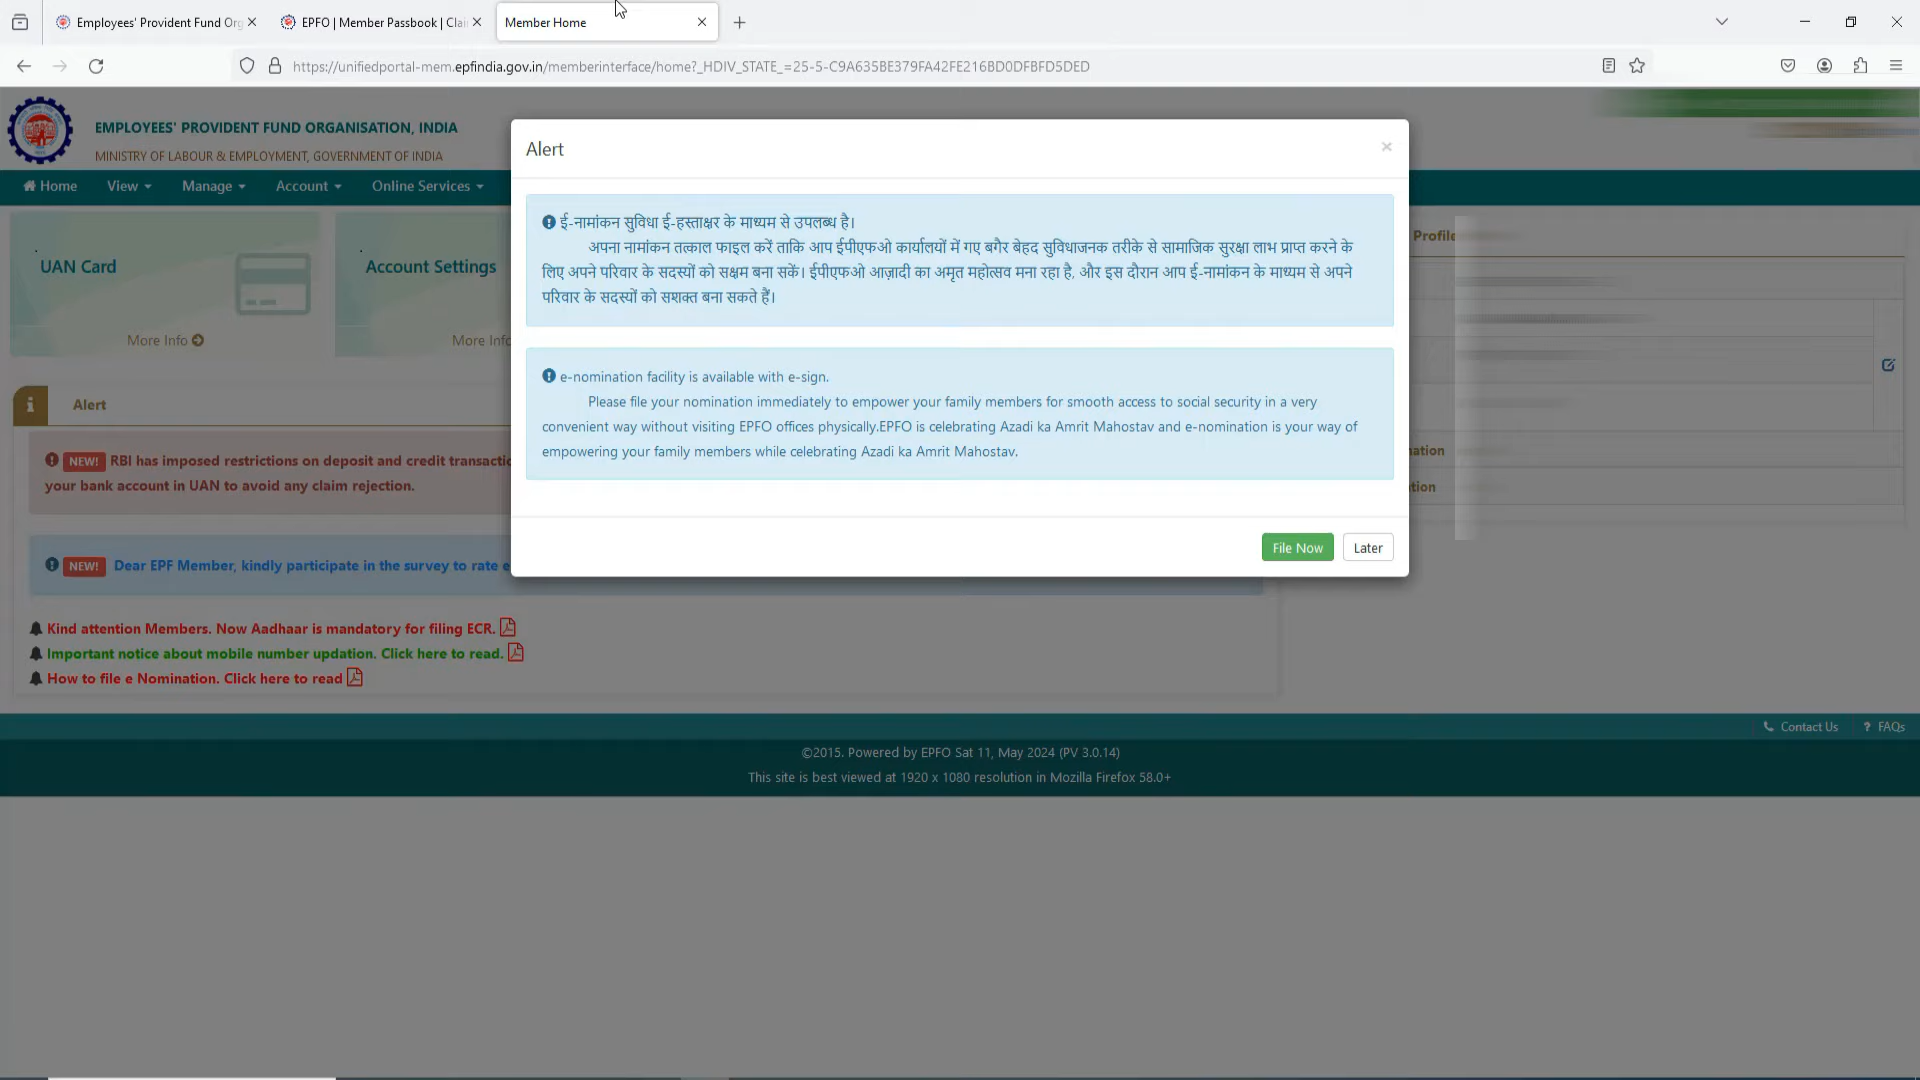 Employees' Provident Fund Org
EPFO | Member Passbook | Clai
Member Home
https://unifiedportal-mem.epfindia.gov.in/memberinterface/home?_HDIV_STATE_=25-5-C9A635BE379FA42FE216BD0DFBFD5DED
EMPLOYEES' PROVIDENT FUND ORGANISATION, INDIA
MINISTRY OF LABOUR & EMPLOYMENT, GOVERNMENT OF INDIA
Home View Manage Account Online Services
UAN Card
More Info
Account Settings
More Info
Alert
ई-नामांकन सुविधा ई-हस्ताक्षर के माध्यम से उपलब्ध है।
अपना नामांकन तत्काल फाइल करें ताकि आप ईपीएफओ कार्यालयों में गए बगैर बेहद सुविधाजनक तरीके से सामाजिक सुरक्षा लाभ प्राप्त करने के
लिए अपने परिवार के सदस्यों को सक्षम बना सकें। ईपीएफओ आज़ादी का अमृत महोत्सव मना रहा है, और इस दौरान आप ई-नामांकन के माध्यम से अपने
परिवार के सदस्यों को सशक्त बना सकते हैं।
e-nomination facility is available with e-sign.
Please file your nomination immediately to empower your family members for smooth access to social security in a very
convenient way without visiting EPFO offices physically.EPFO is celebrating Azadi ka Amrit Mahostav and e-nomination is your way of
empowering your family members while celebrating Azadi ka Amrit Mahostav.
File Now Later
Profile
Alert
NEW! RBI has imposed restrictions on deposit and credit transactio
your bank account in UAN to avoid any claim rejection.
NEW! Dear EPF Member, kindly participate in the survey to rate e
Kind attention Members. Now Aadhaar is mandatory for filing ECR.
Important notice about mobile number updation. Click here to read.
How to file e Nomination. Click here to read
Contact Us ? FAQs
©2015. Powered by EPFO Sat 11, May 2024 (PV 3.0.14)
This site is best viewed at 1920 x 1080 resolution in Mozilla Firefox 58.0+